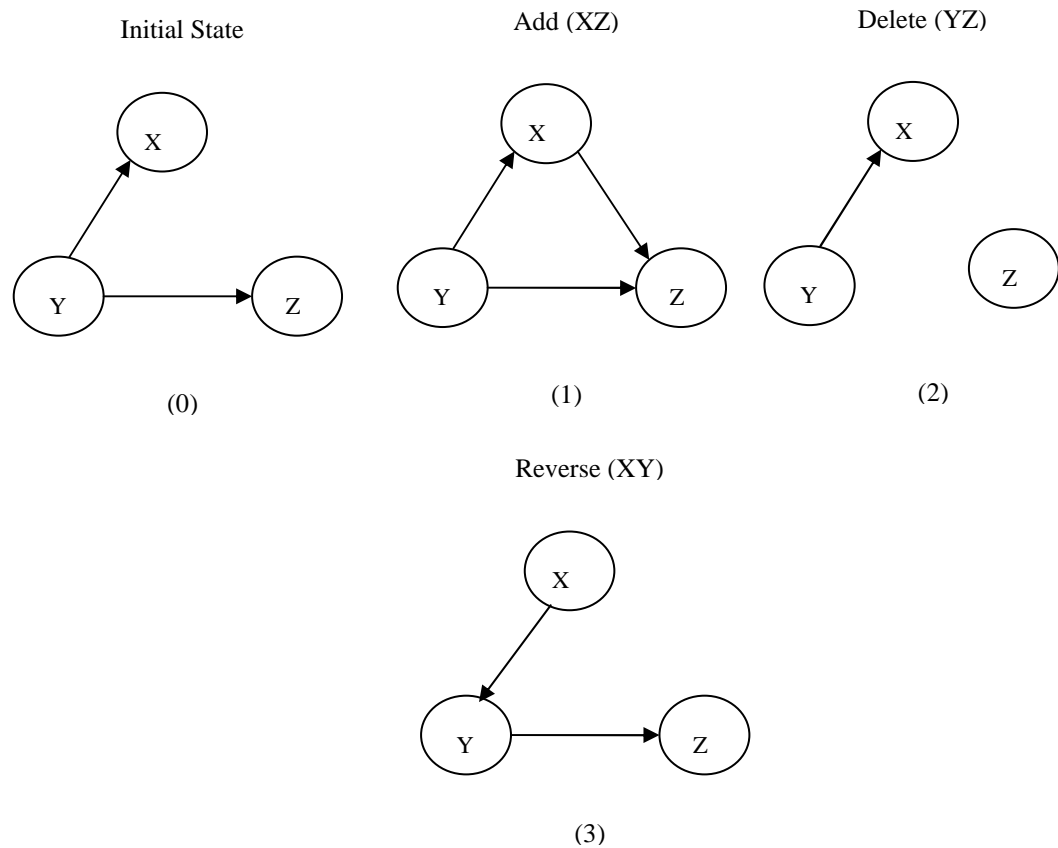 Initial State
Add (XZ)
Delete (YZ)
X
X
X
Y
Z
Y
Z
Y
Z
(0)
(1)
(2)
Reverse (XY)
X
Y
Z
(3)